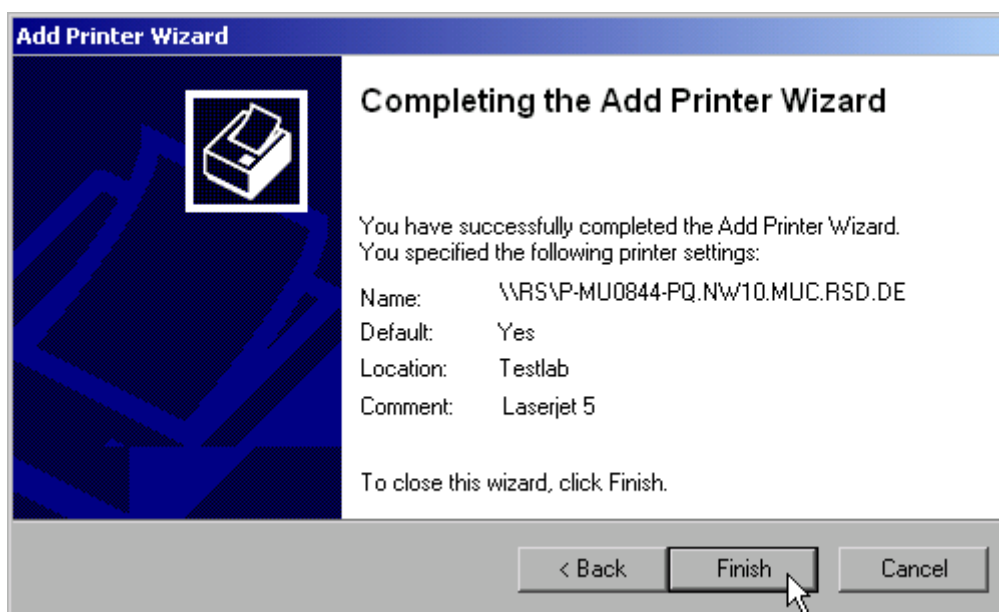 Add Printer Wizard
Completing the Add Printer Wizard
You have successfully completed the Add Printer Wizard.
You specified the following printer settings:
Name: \\RS\P-MU0844-PQ.NW10.MUC.RSD.DE
Default: Yes
Location: Testlab
Comment: Laserjet 5
To close this wizard, click Finish.
< Back Finish Cancel